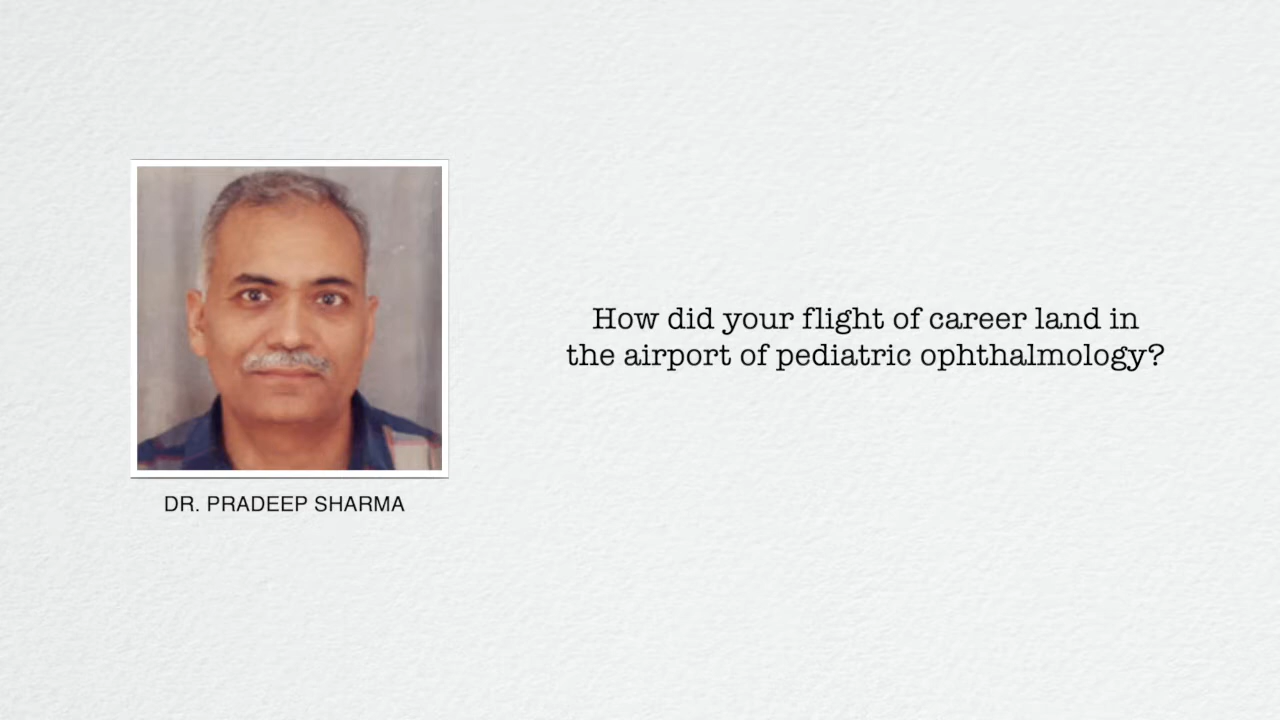 How did your flight of career land in
the airport of pediatric ophthalmology?
DR. PRADEEP SHARMA